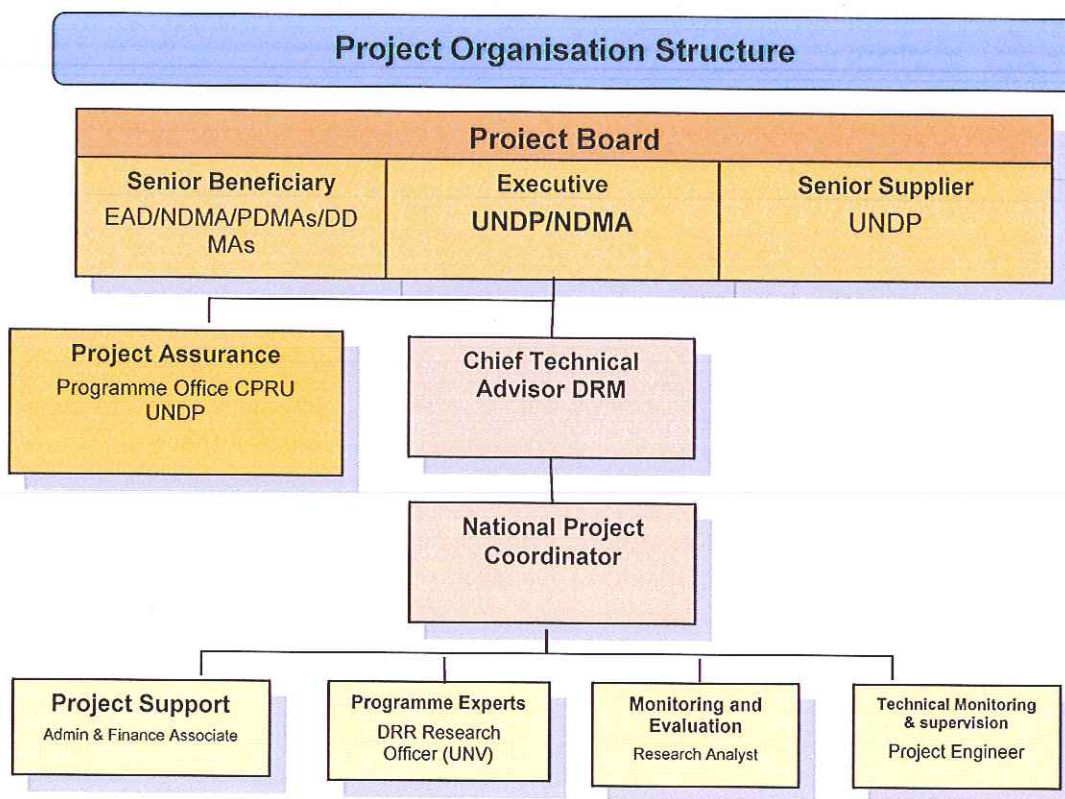 Project Organisation Structure
Project Board
Senior Beneficiary
EAD/NDMA/PDMAs/DD
MAs
Executive
UNDP/NDMA
Senior Supplier
UNDP
Project Assurance
Programme Office CPRU
UNDP
Chief Technical
Advisor DRM
National Project
Coordinator
Project Support
Admin & Finance Associate
Programme Experts
DRR Research
Officer (UNV)
Monitoring and
Evaluation
Research Analyst
Technical Monitoring
& supervision
Project Engineer